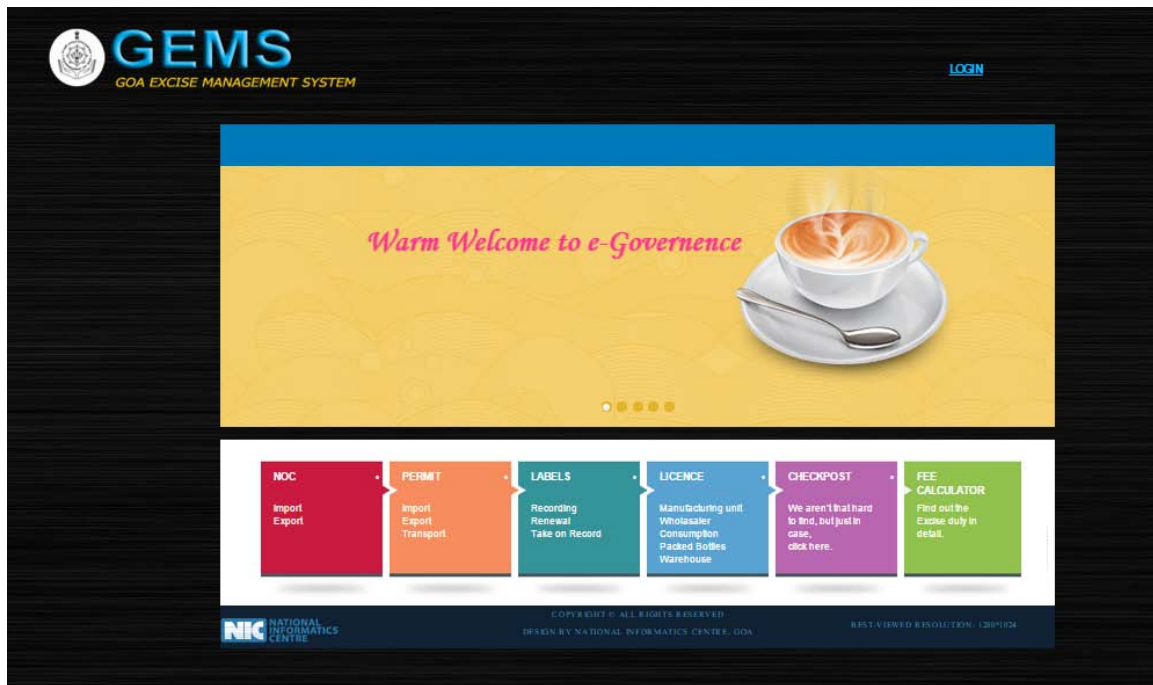 GEMS
GOA EXCISE MANAGEMENT SYSTEM
LOGIN
Warm Welcome to e-Governence
NOC
Import
Export
PERMIT
Import
Export
Transport
LABELS
Recording
Renewal
Take on Record
LICENCE
Manufacturing unit
Wholasaler
Consumption
Packed Bottles
Warehouse
CHECKPOST
We aren't that hard
to find, but just in
case,
click here.
FEE
CALCULATOR
Find out the
Excise duty in
detail.
NIC NATIONAL
INFORMATICS
CENTRE
COPYRIGHT © ALL RIGHTS RESERVED
DESIGN BY NATIONAL INFORMATICS CENTRE, GOA
BEST-VIEWED RESOLUTION: 1280*1024